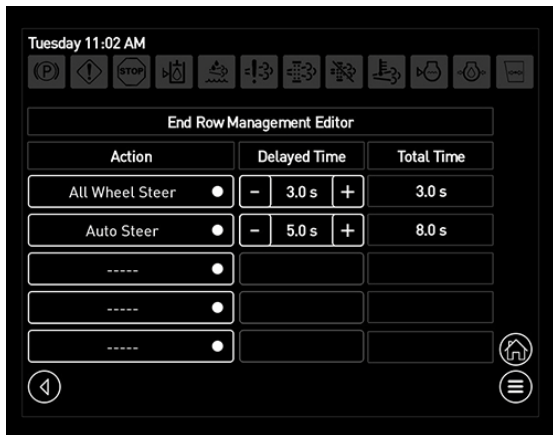 Tuesday 11:02 AM
(P) STOP
End Row Management Editor
Action Delayed Time Total Time
All Wheel Steer - 3.0 s + 3.0 s
Auto Steer - 5.0 s + 8.0 s
-----
-----
-----